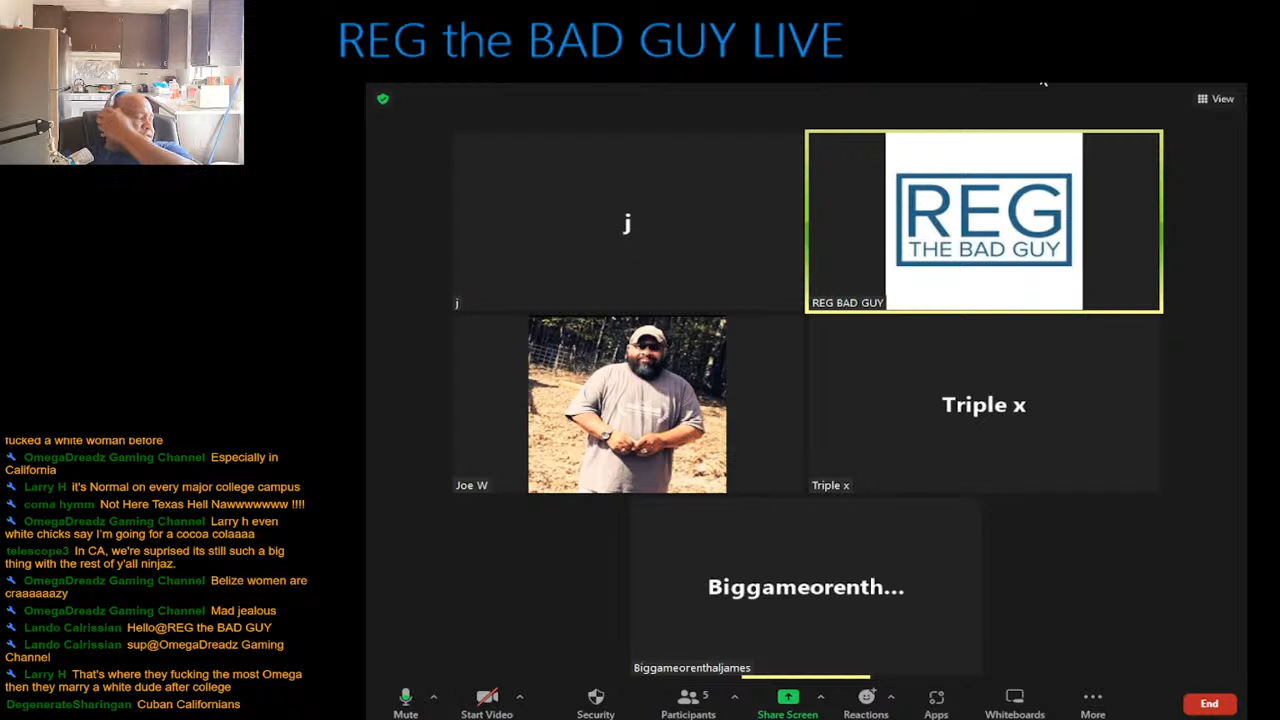 REG the BAD GUY LIVE
View
j
j
REG
THE BAD GUY
REG BAD GUY
Joe W
Triple x
Triple x
Biggameorenth...
Biggameorenthaljames
fucked a white woman before
OmegaDreadz Gaming Channel Especially in
California
Larry H it's Normal on every major college campus
coma hymm Not Here Texas Hell Nawwwwwww !!!!
OmegaDreadz Gaming Channel Larry h even
white chicks say I'm going for a cocoa colaaaa
telescope3 In CA, we're suprised its still such a big
thing with the rest of y'all ninjaz.
OmegaDreadz Gaming Channel Belize women are
craaaaaazy
OmegaDreadz Gaming Channel Mad jealous
Lando Calrissian Hello@REG the BAD GUY
Lando Calrissian sup@OmegaDreadz Gaming
Channel
Larry H That's where they fucking the most Omega
then they marry a white dude after college
DegenerateSharingan Cuban Californians
Mute
Start Video
Security
5
Participants
Share Screen
Reactions
Apps
Whiteboards
More
End